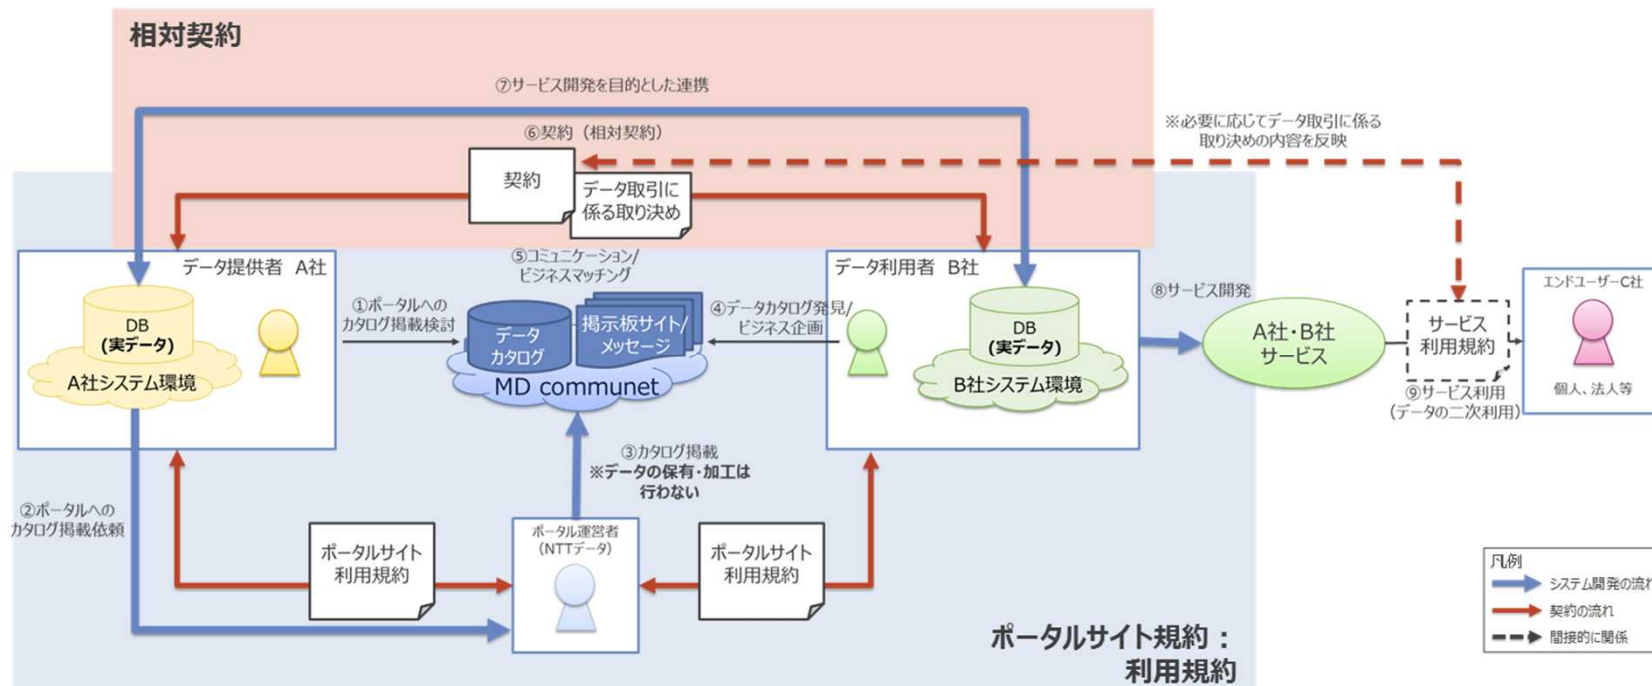 相対契約
⑦サービス開発を目的とした連携
⑥契約（相対契約）
※必要に応じてデータ取引に係る
取り決めの内容を反映
契約
データ取引に
係る取り決め
データ提供者 A社
DB
(実データ)
A社システム環境
①ポータルへの
カタログ掲載検討
⑤コミュニケーション/
ビジネスマッチング
データ
カタログ
掲示板サイト/
メッセージ
MD communet
④データカタログ発見/
ビジネス企画
データ利用者 B社
DB
(実データ)
B社システム環境
⑧サービス開発
A社・B社
サービス
サービス
利用規約
⑨サービス利用
(データの二次利用)
エンドユーザーC社
個人、法人等
②ポータルへの
カタログ掲載依頼
③カタログ掲載
※データの保有・加工は
行わない
ポータルサイト
利用規約
ポータル運営者
(NTTデータ)
ポータルサイト
利用規約
ポータルサイト規約：
利用規約
凡例
システム開発の流れ
契約の流れ
間接的に関係